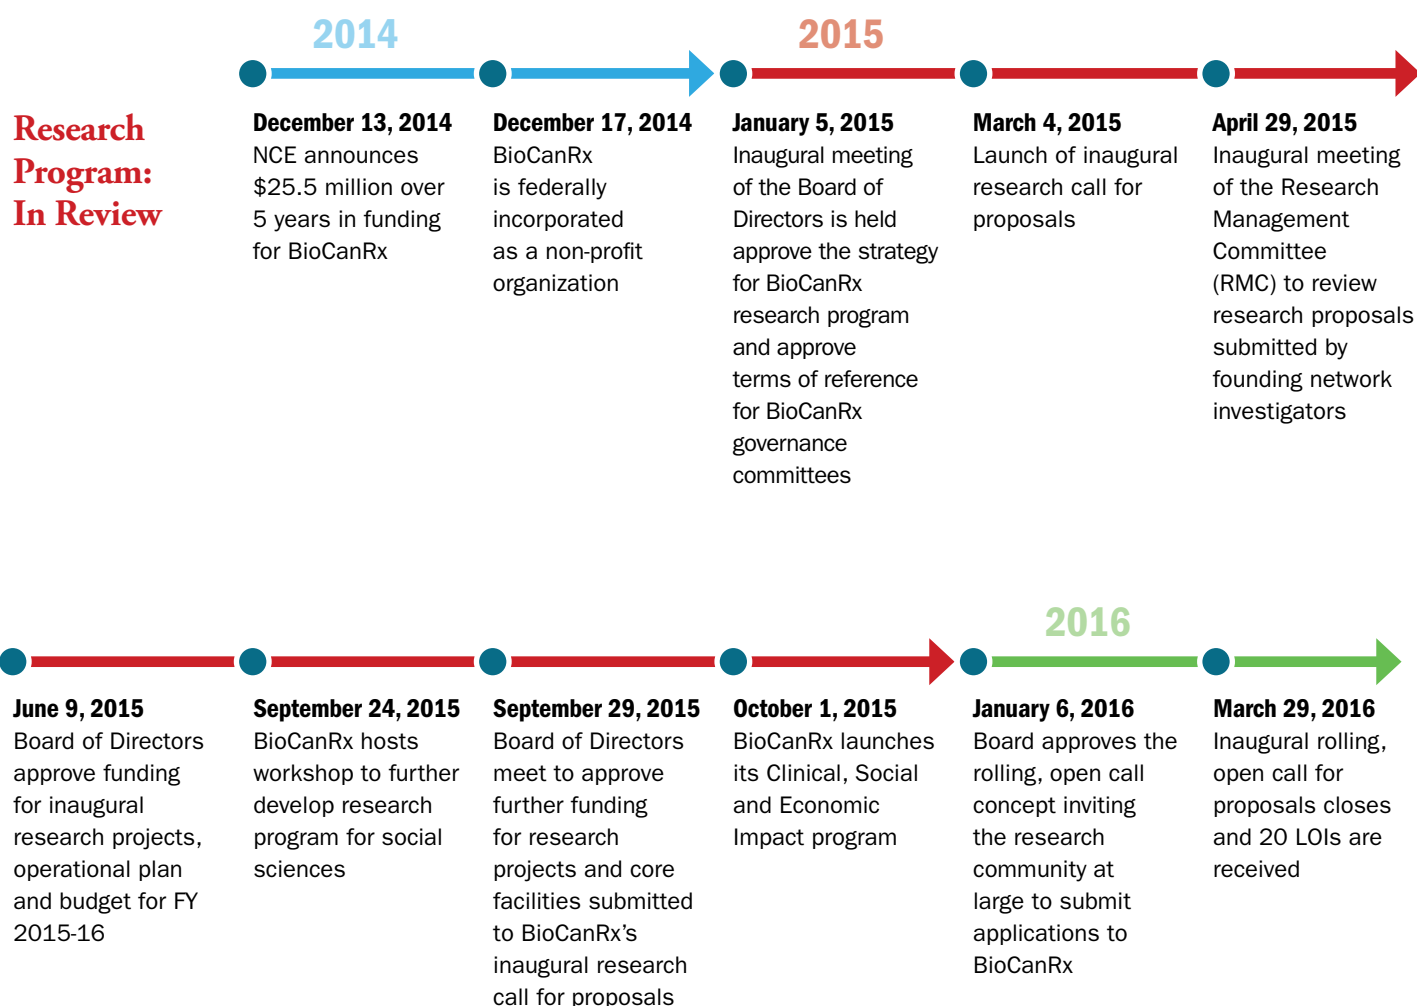 2014
2015
Research
Program:
In Review
December 13, 2014
NCE announces
$25.5 million over
5 years in funding
for BioCanRx
December 17, 2014
BioCanRx
is federally
incorporated
as a non-profit
organization
January 5, 2015
Inaugural meeting
of the Board of
Directors is held
approve the strategy
for BioCanRx
research program
and approve
terms of reference
for BioCanRx
governance
committees
March 4, 2015
Launch of inaugural
research call for
proposals
April 29, 2015
Inaugural meeting
of the Research
Management
Committee
(RMC) to review
research proposals
submitted by
founding network
investigators
2016
June 9, 2015
Board of Directors
approve funding
for inaugural
research projects,
operational plan
and budget for FY
2015-16
September 24, 2015
BioCanRx hosts
workshop to further
develop research
program for social
sciences
September 29, 2015
Board of Directors
meet to approve
further funding
for research
projects and core
facilities submitted
to BioCanRx’s
inaugural research
call for proposals
October 1, 2015
BioCanRx launches
its Clinical, Social
and Economic
Impact program
January 6, 2016
Board approves the
rolling, open call
concept inviting
the research
community at
large to submit
applications to
BioCanRx
March 29, 2016
Inaugural rolling,
open call for
proposals closes
and 20 LOIs are
received